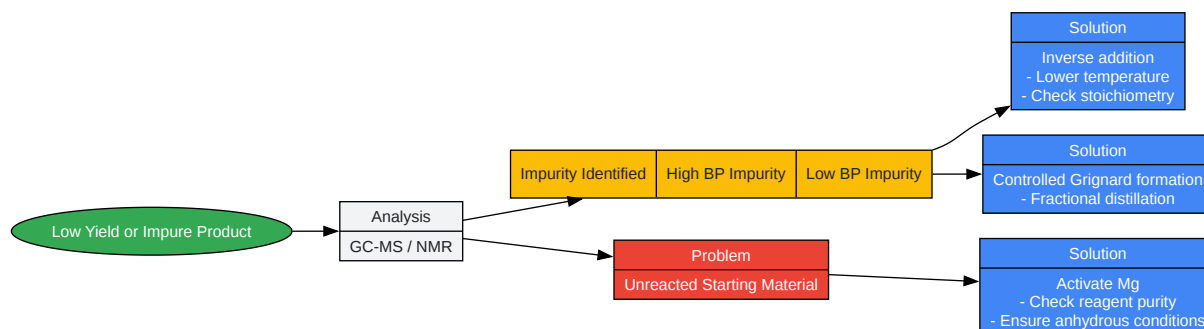 Low Yield or Impure Product
Analysis
GC-MS / NMR
Impurity Identified
High BP Impurity
Low BP Impurity
Problem
Unreacted Starting Material
Solution
Inverse addition
- Lower temperature
- Check stoichiometry
Solution
Controlled Grignard formation
- Fractional distillation
Solution
Activate Mg
- Check reagent purity
- Ensure anhydrous conditions